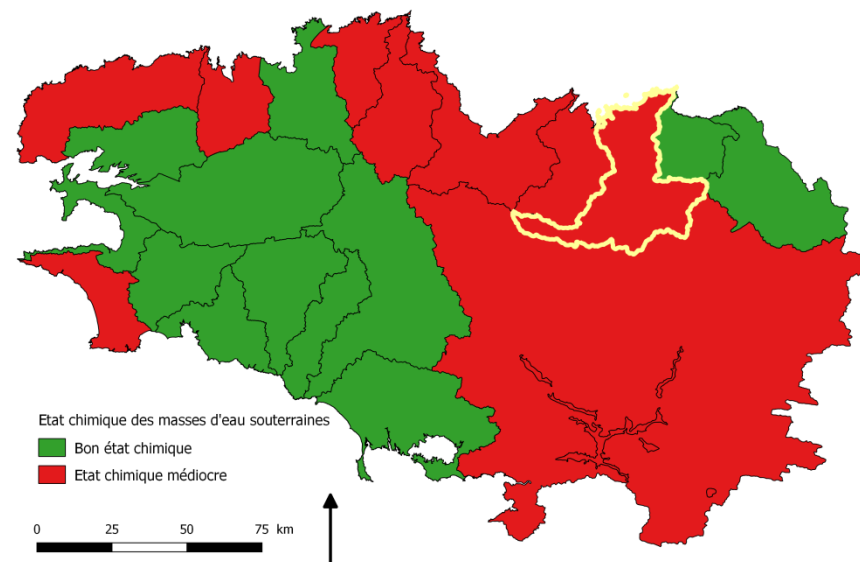 Etat chimique des masses d'eau souterraines
Bon état chimique
Etat chimique médiocre
0 25 50 75 km